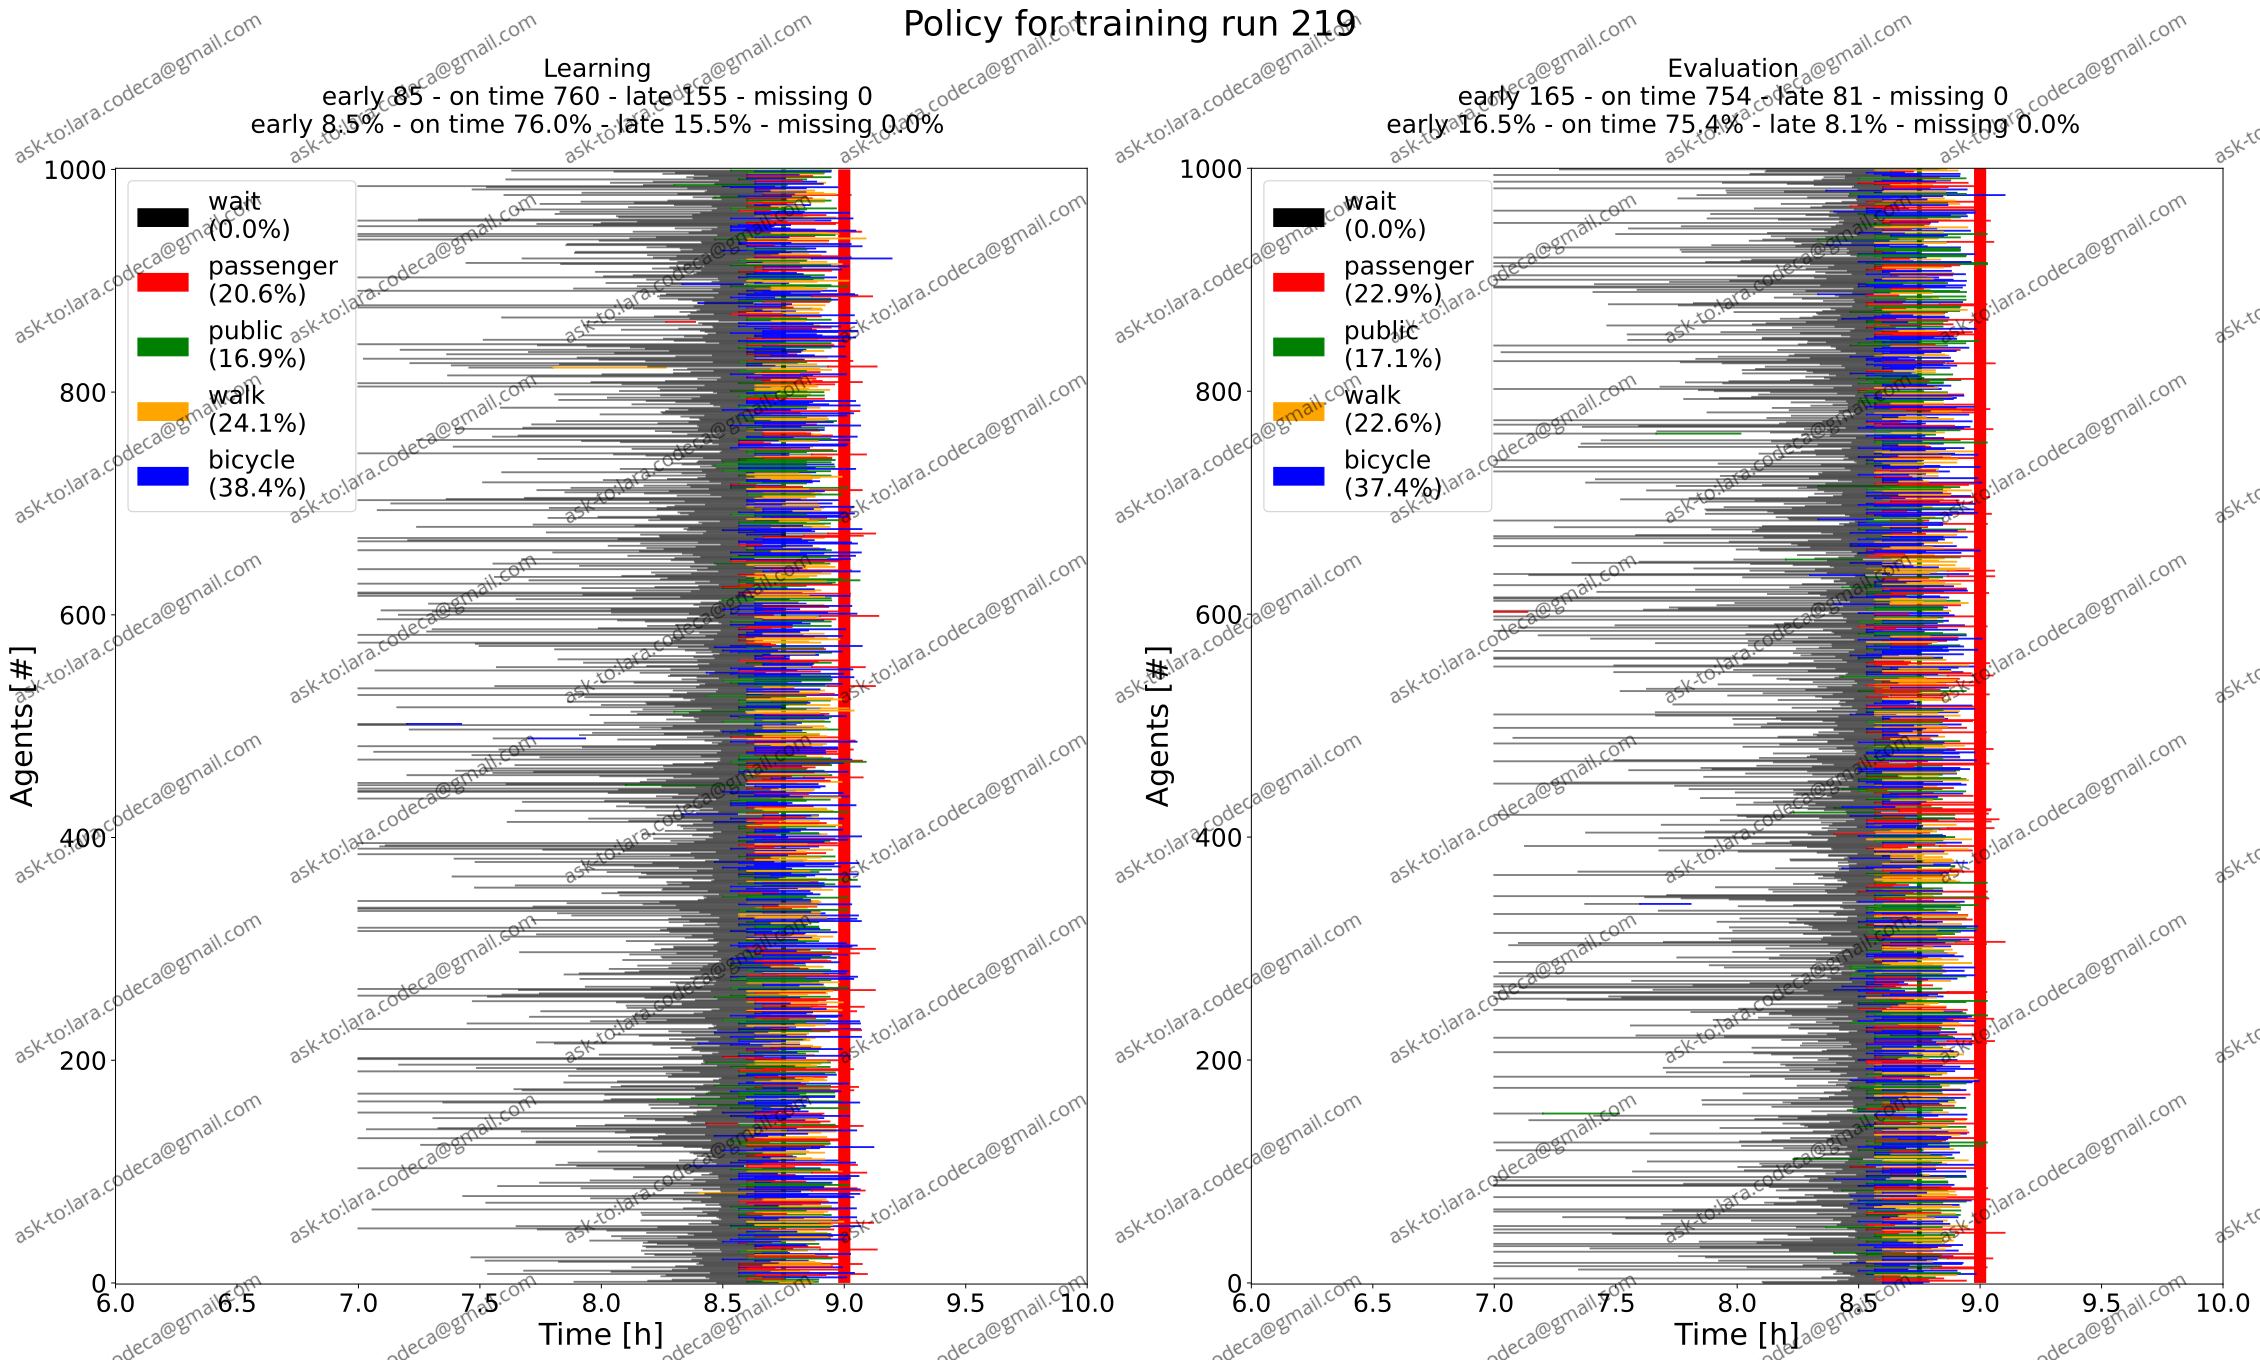 Policy for training run 219
Learning
early 85 - on time 760 - late 155 - missing 0
early 8.5% - on time 76.0% - late 15.5% - missing 0.0%
Agents [#]
1000
800
600
400
200
0
wait
(0.0%)
passenger
(20.6%)
public
(16.9%)
walk
(24.1%)
bicycle
(38.4%)
6.0 6.5 7.0 7.5 8.0 8.5 9.0 9.5 10.0
Time [h]
Evaluation
early 165 - on time 754 - late 81 - missing 0
early 16.5% - on time 75.4% - late 8.1% - missing 0.0%
Agents [#]
1000
800
600
400
200
0
wait
(0.0%)
passenger
(22.9%)
public
(17.1%)
walk
(22.6%)
bicycle
(37.4%)
6.0 6.5 7.0 7.5 8.0 8.5 9.0 9.5 10.0
Time [h]
ask-to:lara.codeca@gmail.com